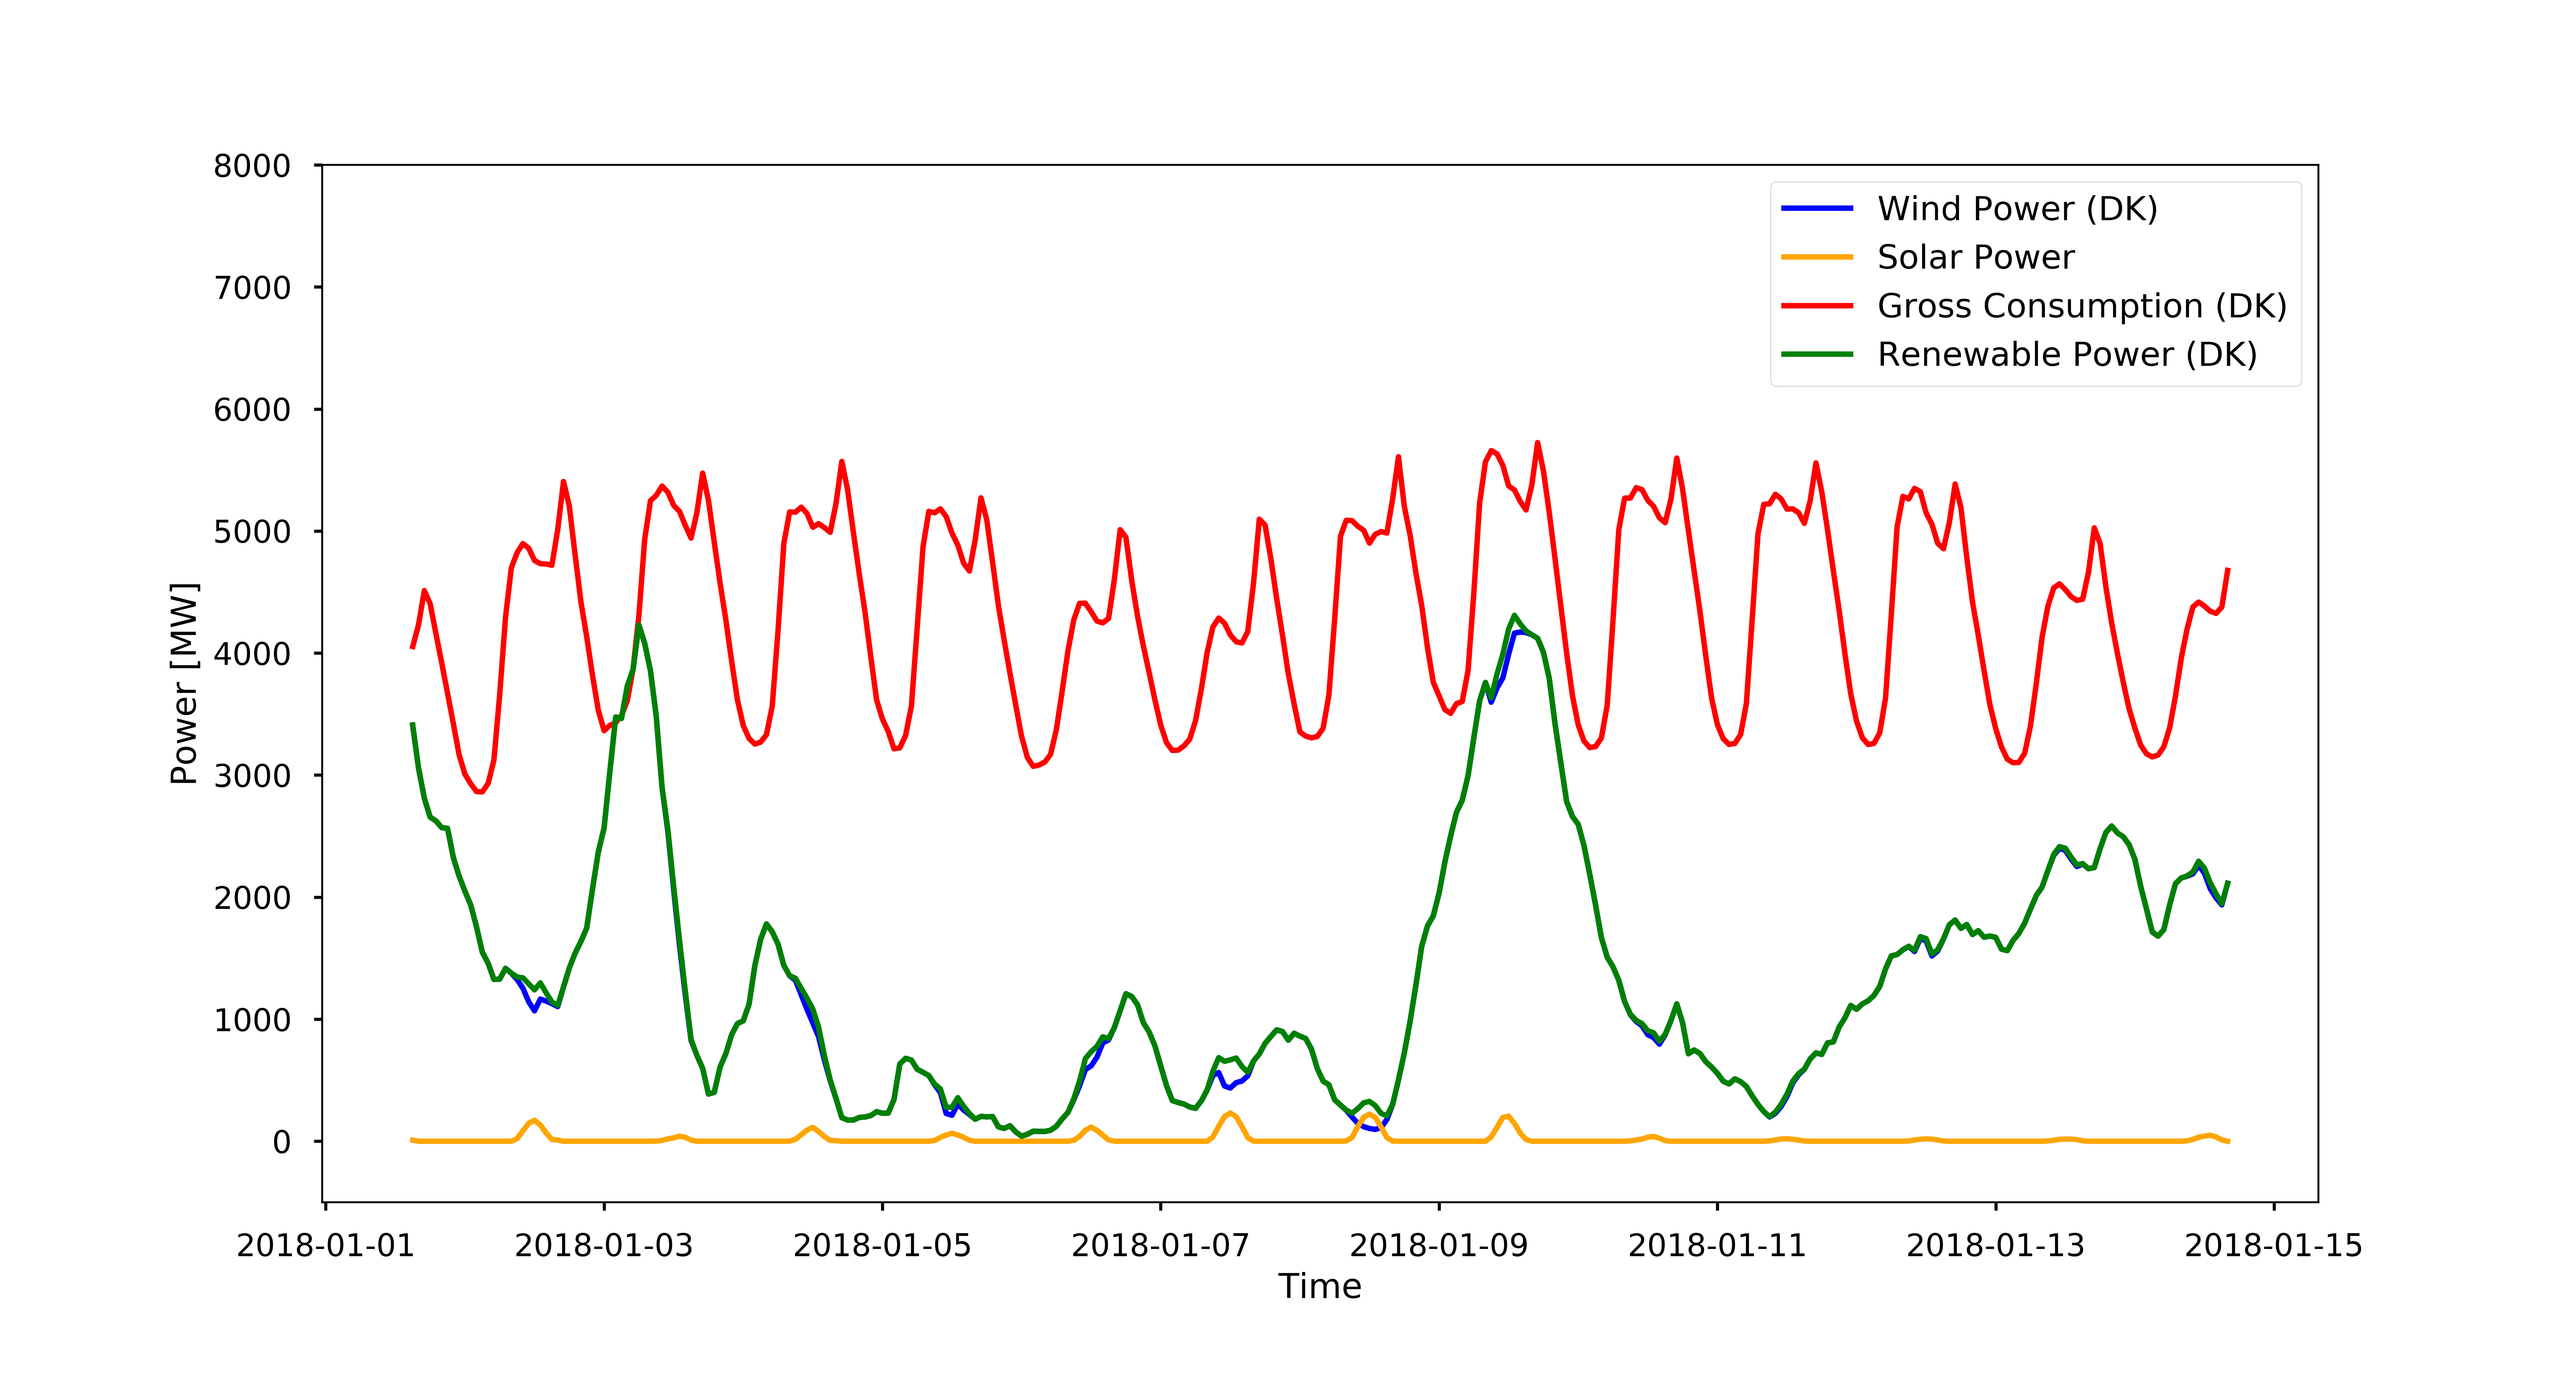 8000
7000
6000
5000
4000
3000
2000
1000
0
Power [MW]
Wind Power (DK)
Solar Power
Gross Consumption (DK)
Renewable Power (DK)
2018-01-01 2018-01-03 2018-01-05 2018-01-07 2018-01-09 2018-01-11 2018-01-13 2018-01-15
Time